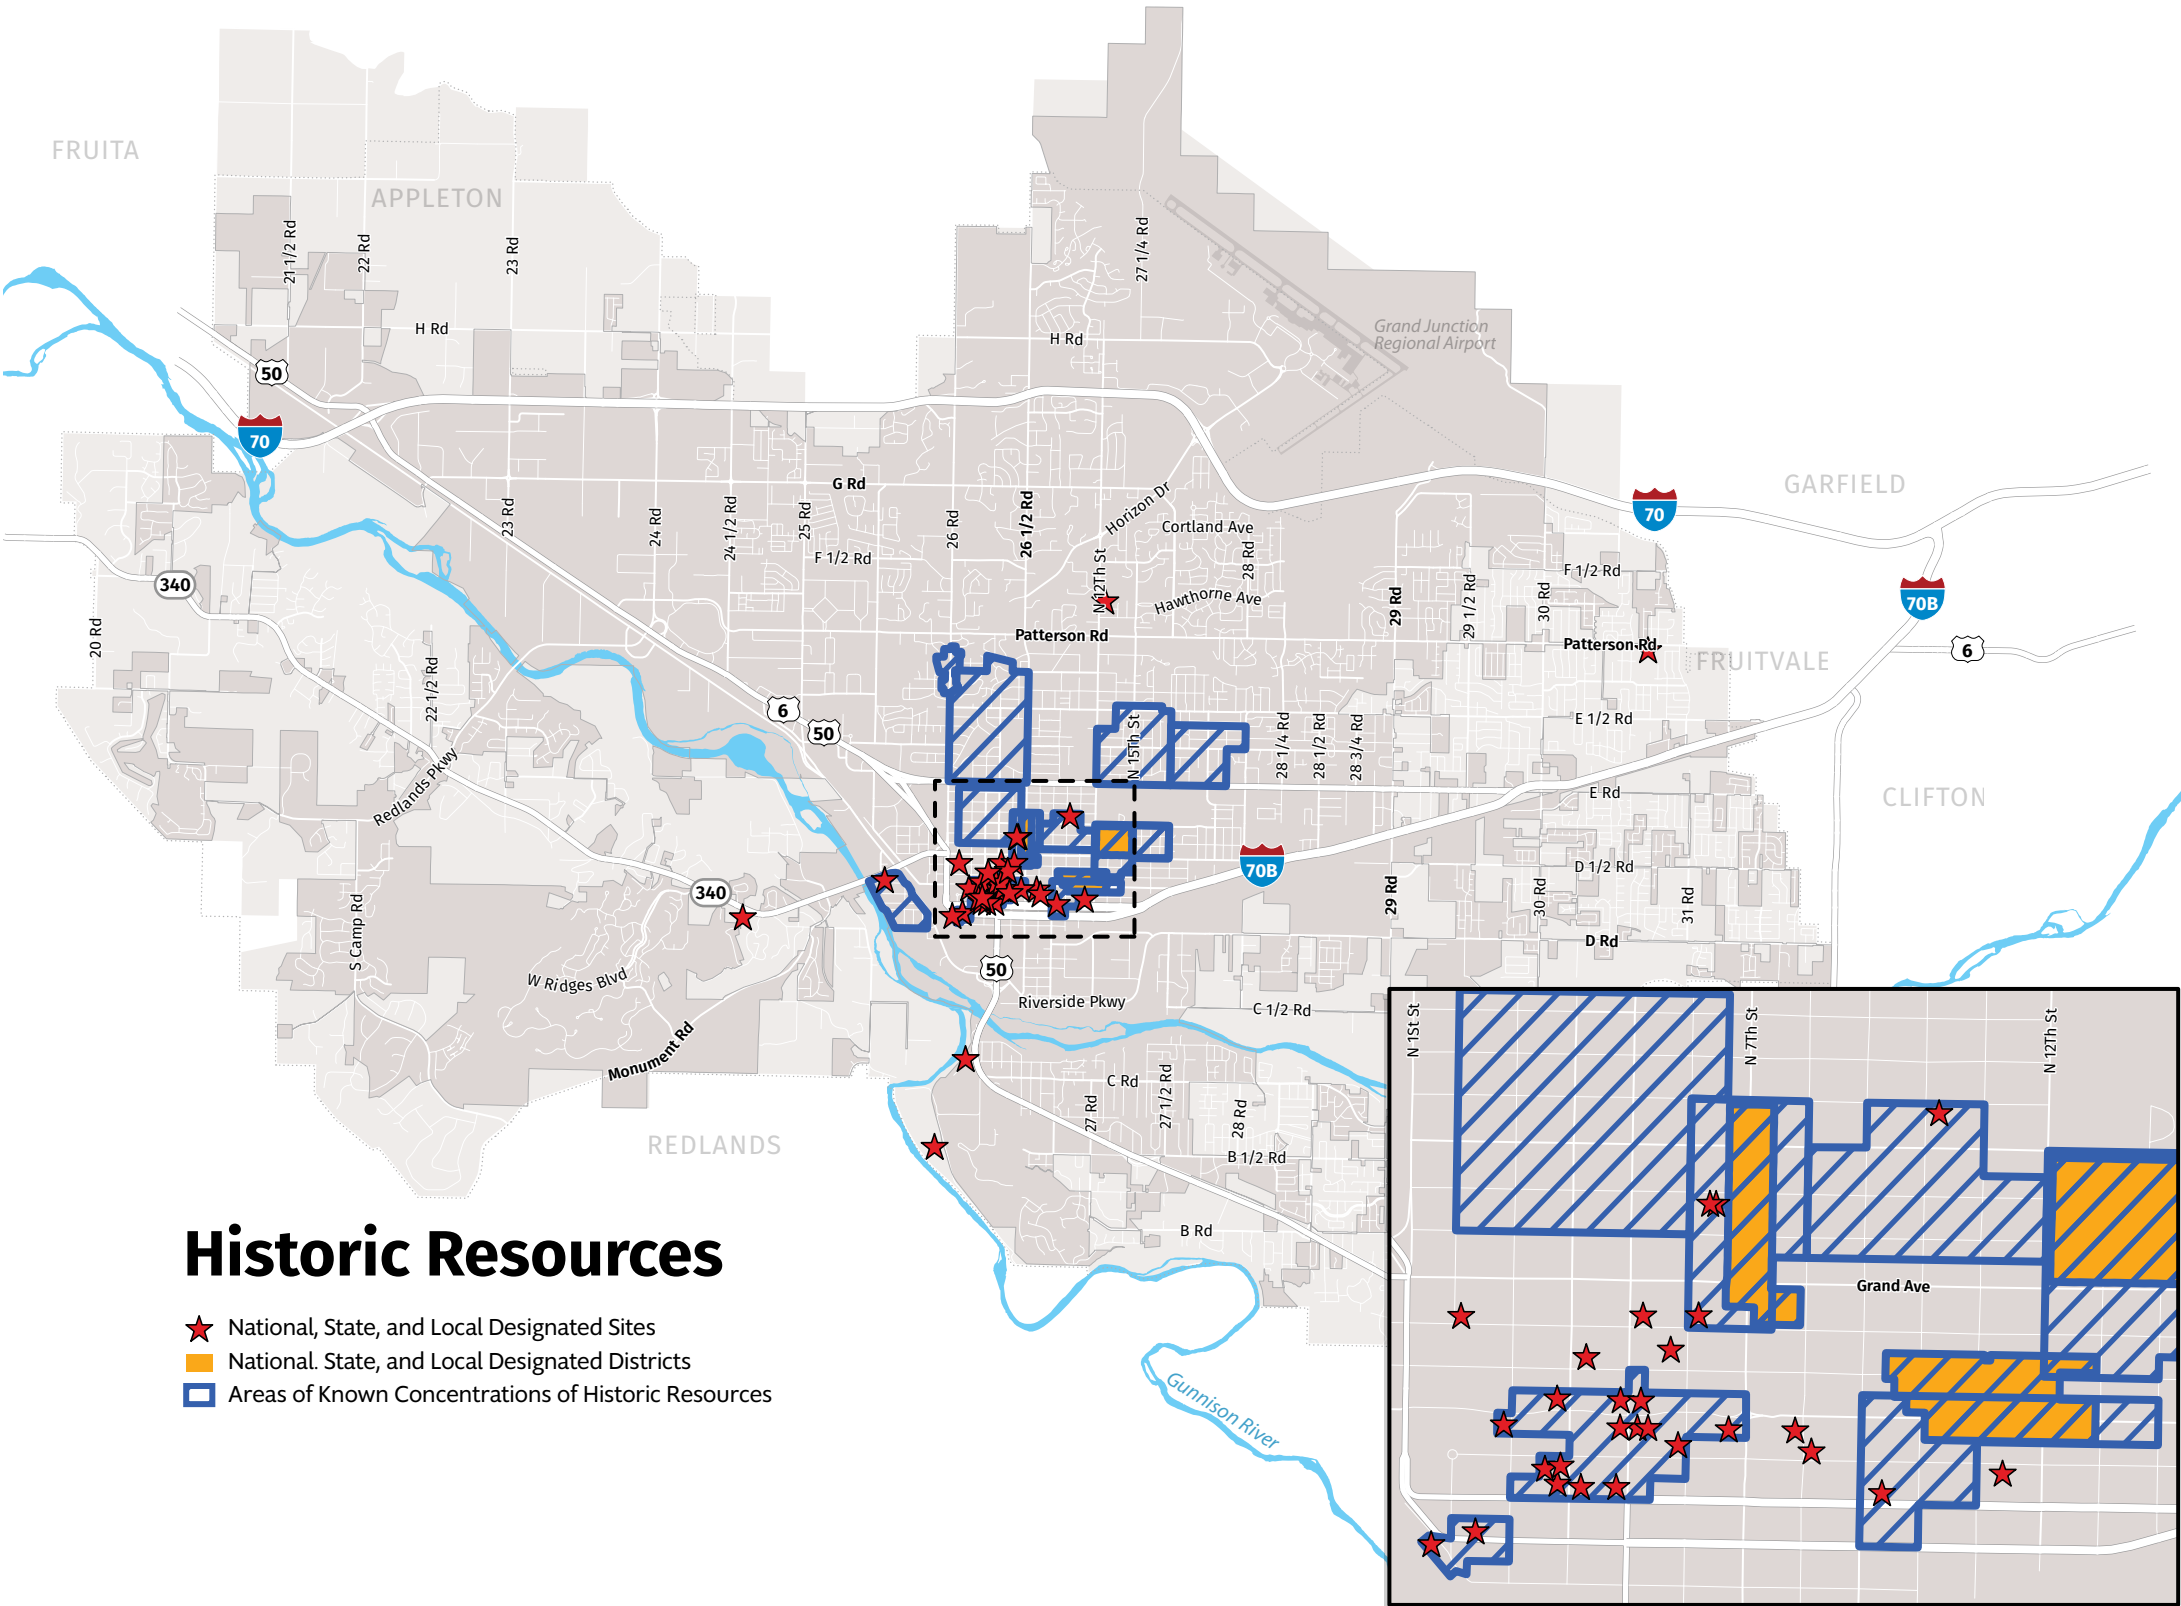 FRUITA
APPLETON
21 1/2 Rd
22 Rd
23 Rd
27 1/4 Rd
H Rd
H Rd
Grand Junction
Regional Airport
50
70
G Rd
GARFIELD
23 Rd
24 Rd
24 1/2 Rd
25 Rd
26 Rd
26 1/2 Rd
Horizon Dr
Cortland Ave
70
F 1/2 Rd
28 Rd
F 1/2 Rd
340
N 12Th St
Hawthorne Ave
29 Rd
29 1/2 Rd
30 Rd
70B
20 Rd
Patterson Rd
Patterson Rd
FRUITVALE
6
22 1/2 Rd
6
50
N 15Th St
28 1/4 Rd
28 1/2 Rd
28 3/4 Rd
E 1/2 Rd
Redlands Pkwy
E Rd
CLIFTON
70B
D 1/2 Rd
340
29 Rd
30 Rd
31 Rd
S Camp Rd
D Rd
W Ridges Blvd
50
Riverside Pkwy
C 1/2 Rd
Monument Rd
C Rd
27 Rd
27 1/2 Rd
28 Rd
REDLANDS
B 1/2 Rd
B Rd
Gunnison River
N 1St St
N 7Th St
N 12Th St
Grand Ave
Historic Resources
National, State, and Local Designated Sites
National. State, and Local Designated Districts
Areas of Known Concentrations of Historic Resources